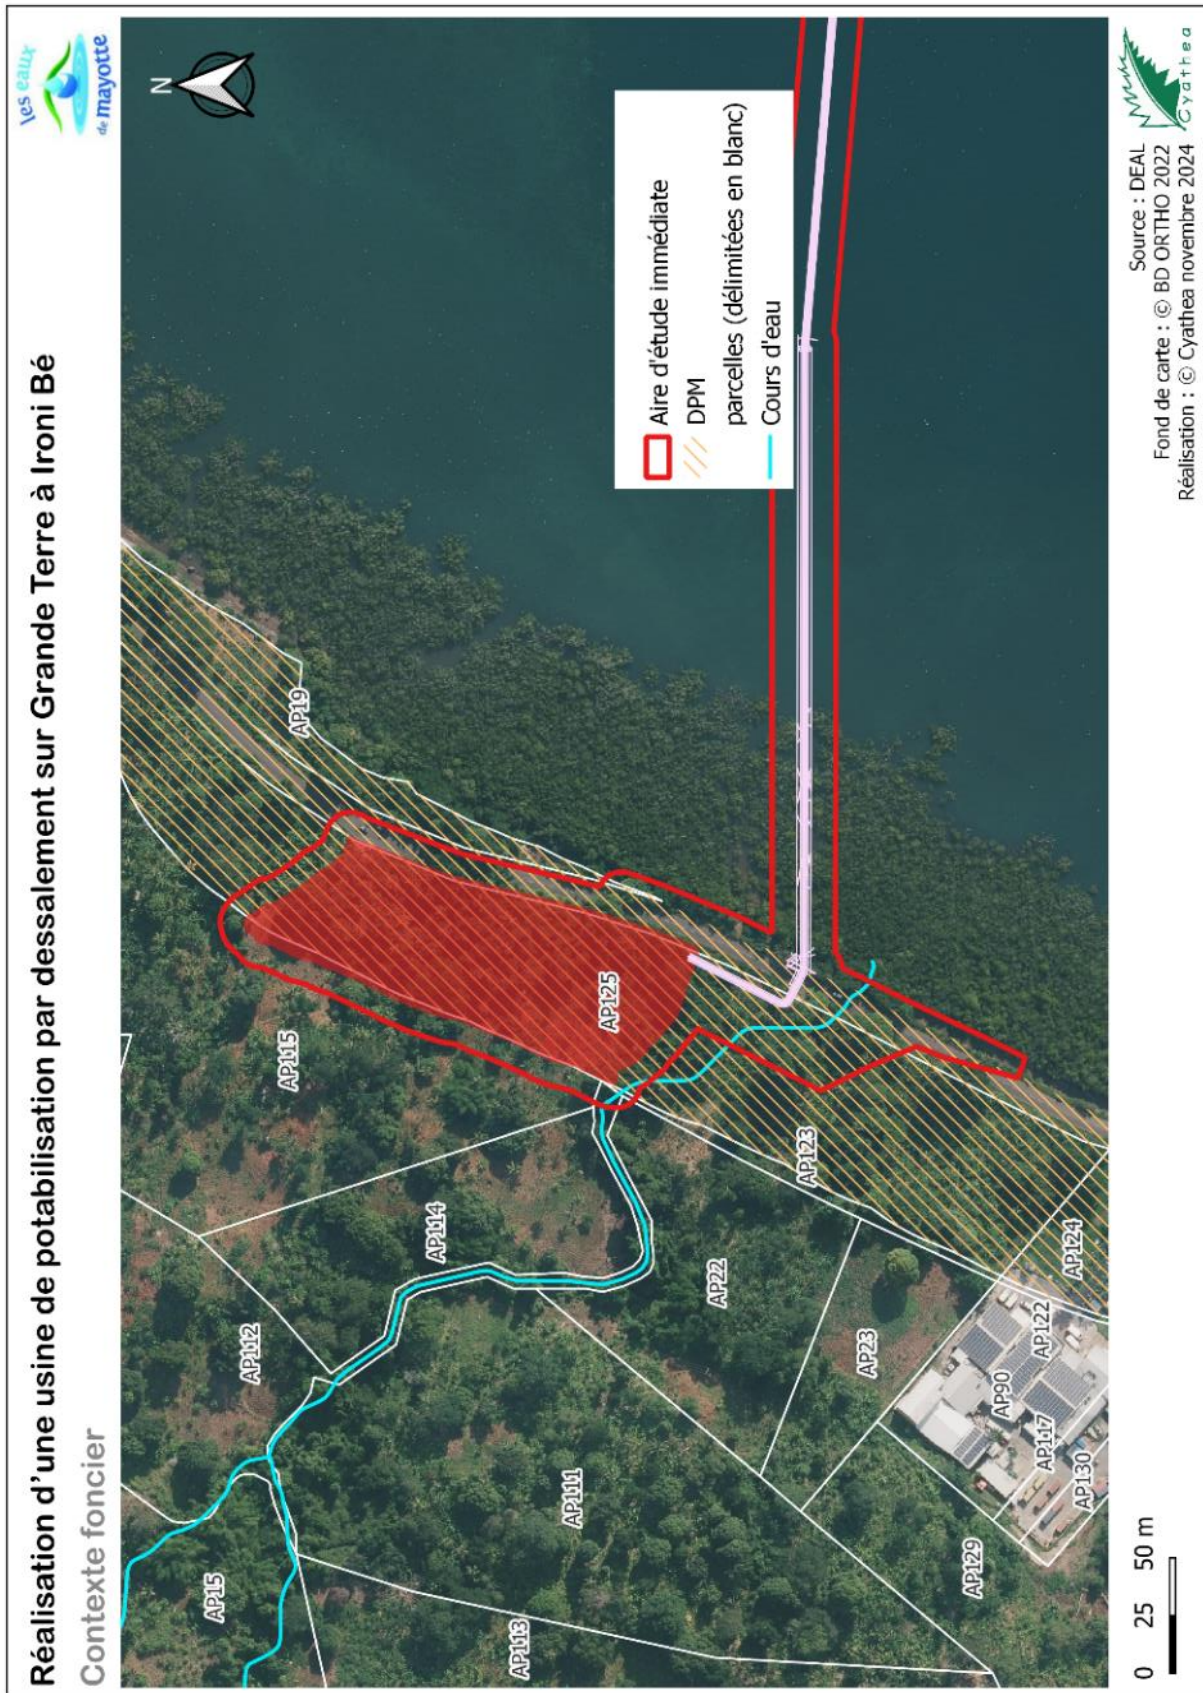 Réalisation d'une usine de potabilisation par dessalement sur Grande Terre à Ironi Bé
Contexte foncier
les eaux
de mayotte
N
AP19
AP115
AP125
AP114
AP112
AP123
AP22
AP124
AP23
AP122
AP90
AP117
AP130
AP111
AP15
AP129
AP113
Aire d'étude immédiate
DPM
parcelles (délimitées en blanc)
Cours d'eau
0 25 50 m
Source : DEAL
Fond de carte : © BD ORTHO 2022
Réalisation : © Cyathea novembre 2024
Cyathea